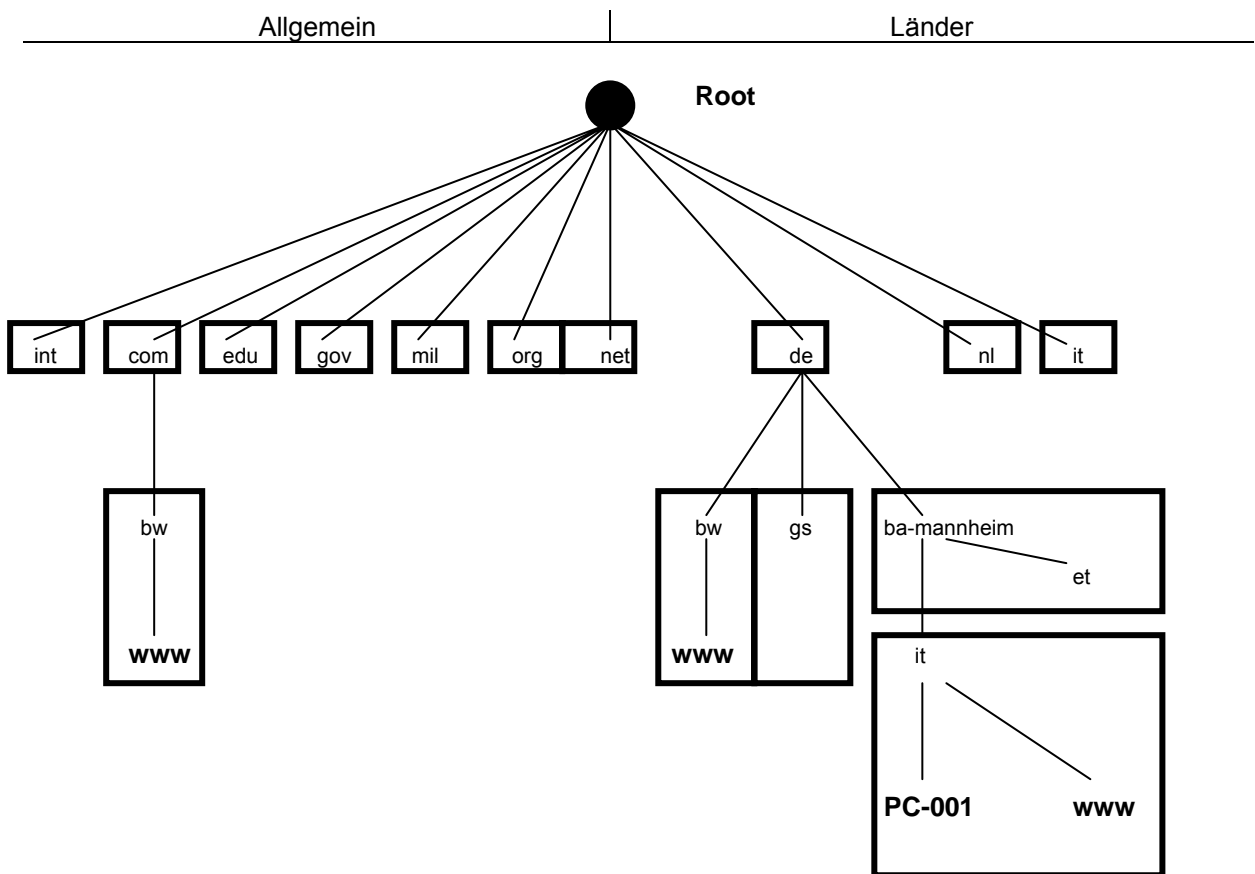 Allgemein Länder
Root
int com edu gov mil org net de nl it
bw bw gs ba-mannheim
et
www www it
PC-001 www